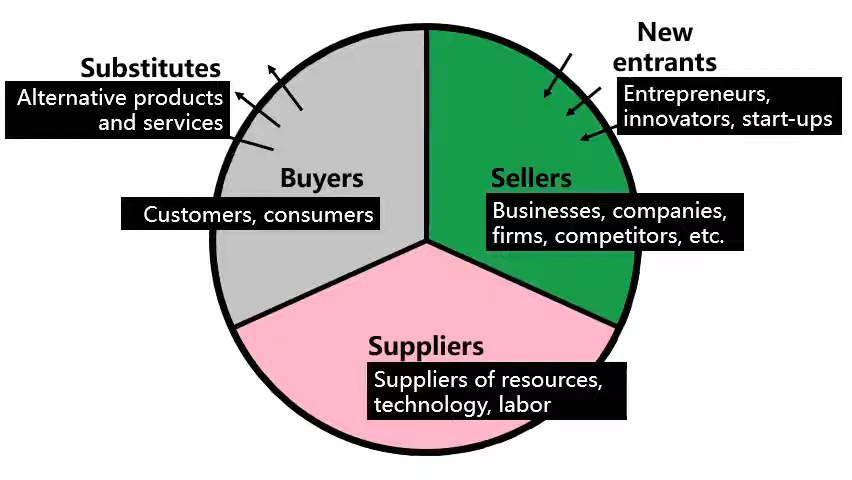 New
entrants
Substitutes
Entrepreneurs,
innovators, start-ups
Alternative products
and services
Buyers
Customers, consumers
Sellers
Businesses, companies,
firms, competitors, etc.
Suppliers
Suppliers of resources,
technology, labor